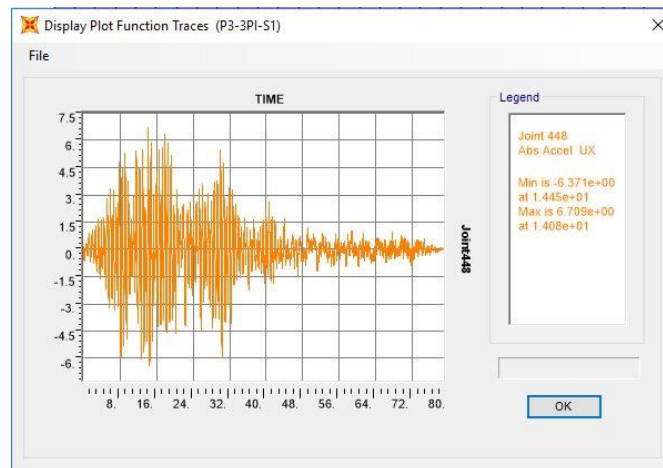 Display Plot Function Traces (P3-3PI-S1)
File
TIME
Legend
7.5
6.
4.5
3.
1.5
0.
-1.5
-3.
-4.5
-6.
Joint448
Joint 448
Abs Accel UX
Min is -6.371e+00
at 1.445e+01
Max is 6.709e+00
at 1.408e+01
8. 16. 24. 32. 40. 48. 56. 64. 72. 80.
OK